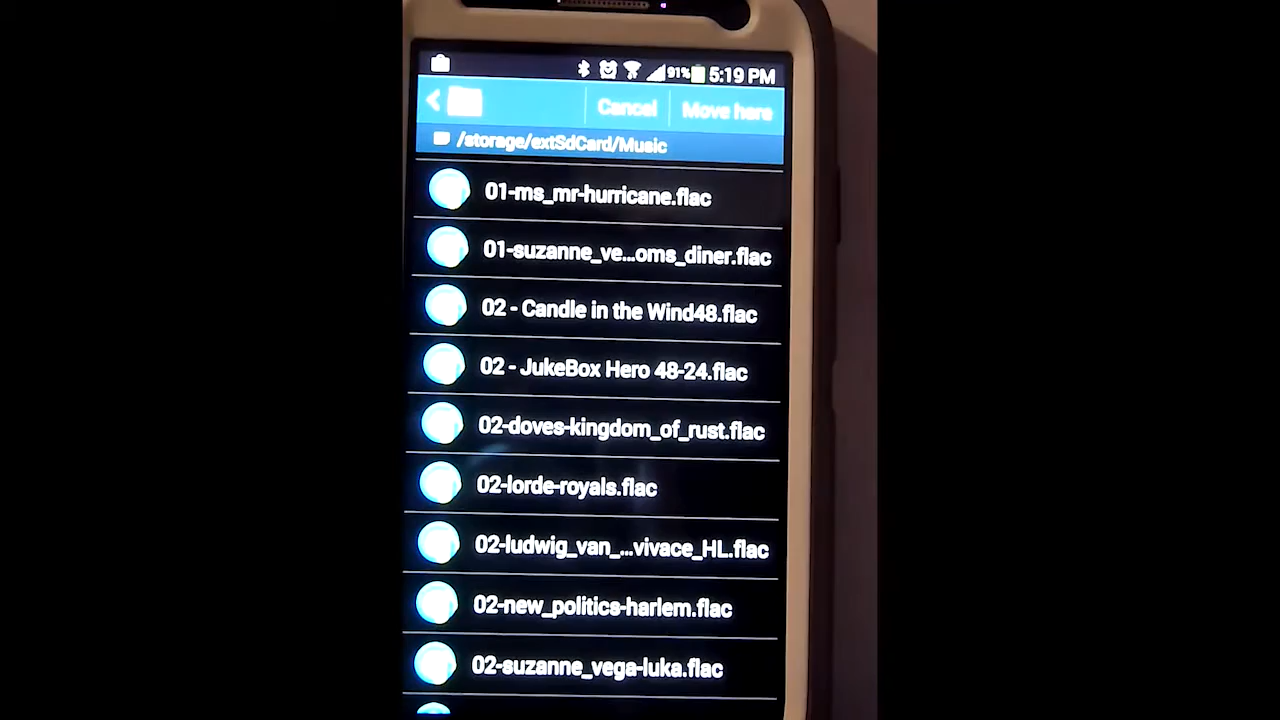 91% 5:19 PM
Cancel Move here
/storage/extSdCard/Music
01-ms_mr-hurricane.flac
01-suzanne_ve...oms_diner.flac
02 - Candle in the Wind48.flac
02 - JukeBox Hero 48-24.flac
02-doves-kingdom_of_rust.flac
02-lorde-royals.flac
02-ludwig_van_...vivace_HL.flac
02-new_politics-harlem.flac
02-suzanne_vega-luka.flac